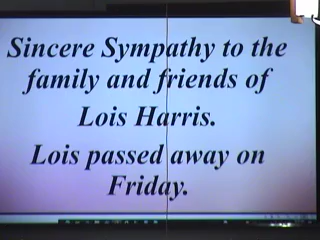 Sincere Sympathy to the
family and friends of
Lois Harris.
Lois passed away on
Friday.